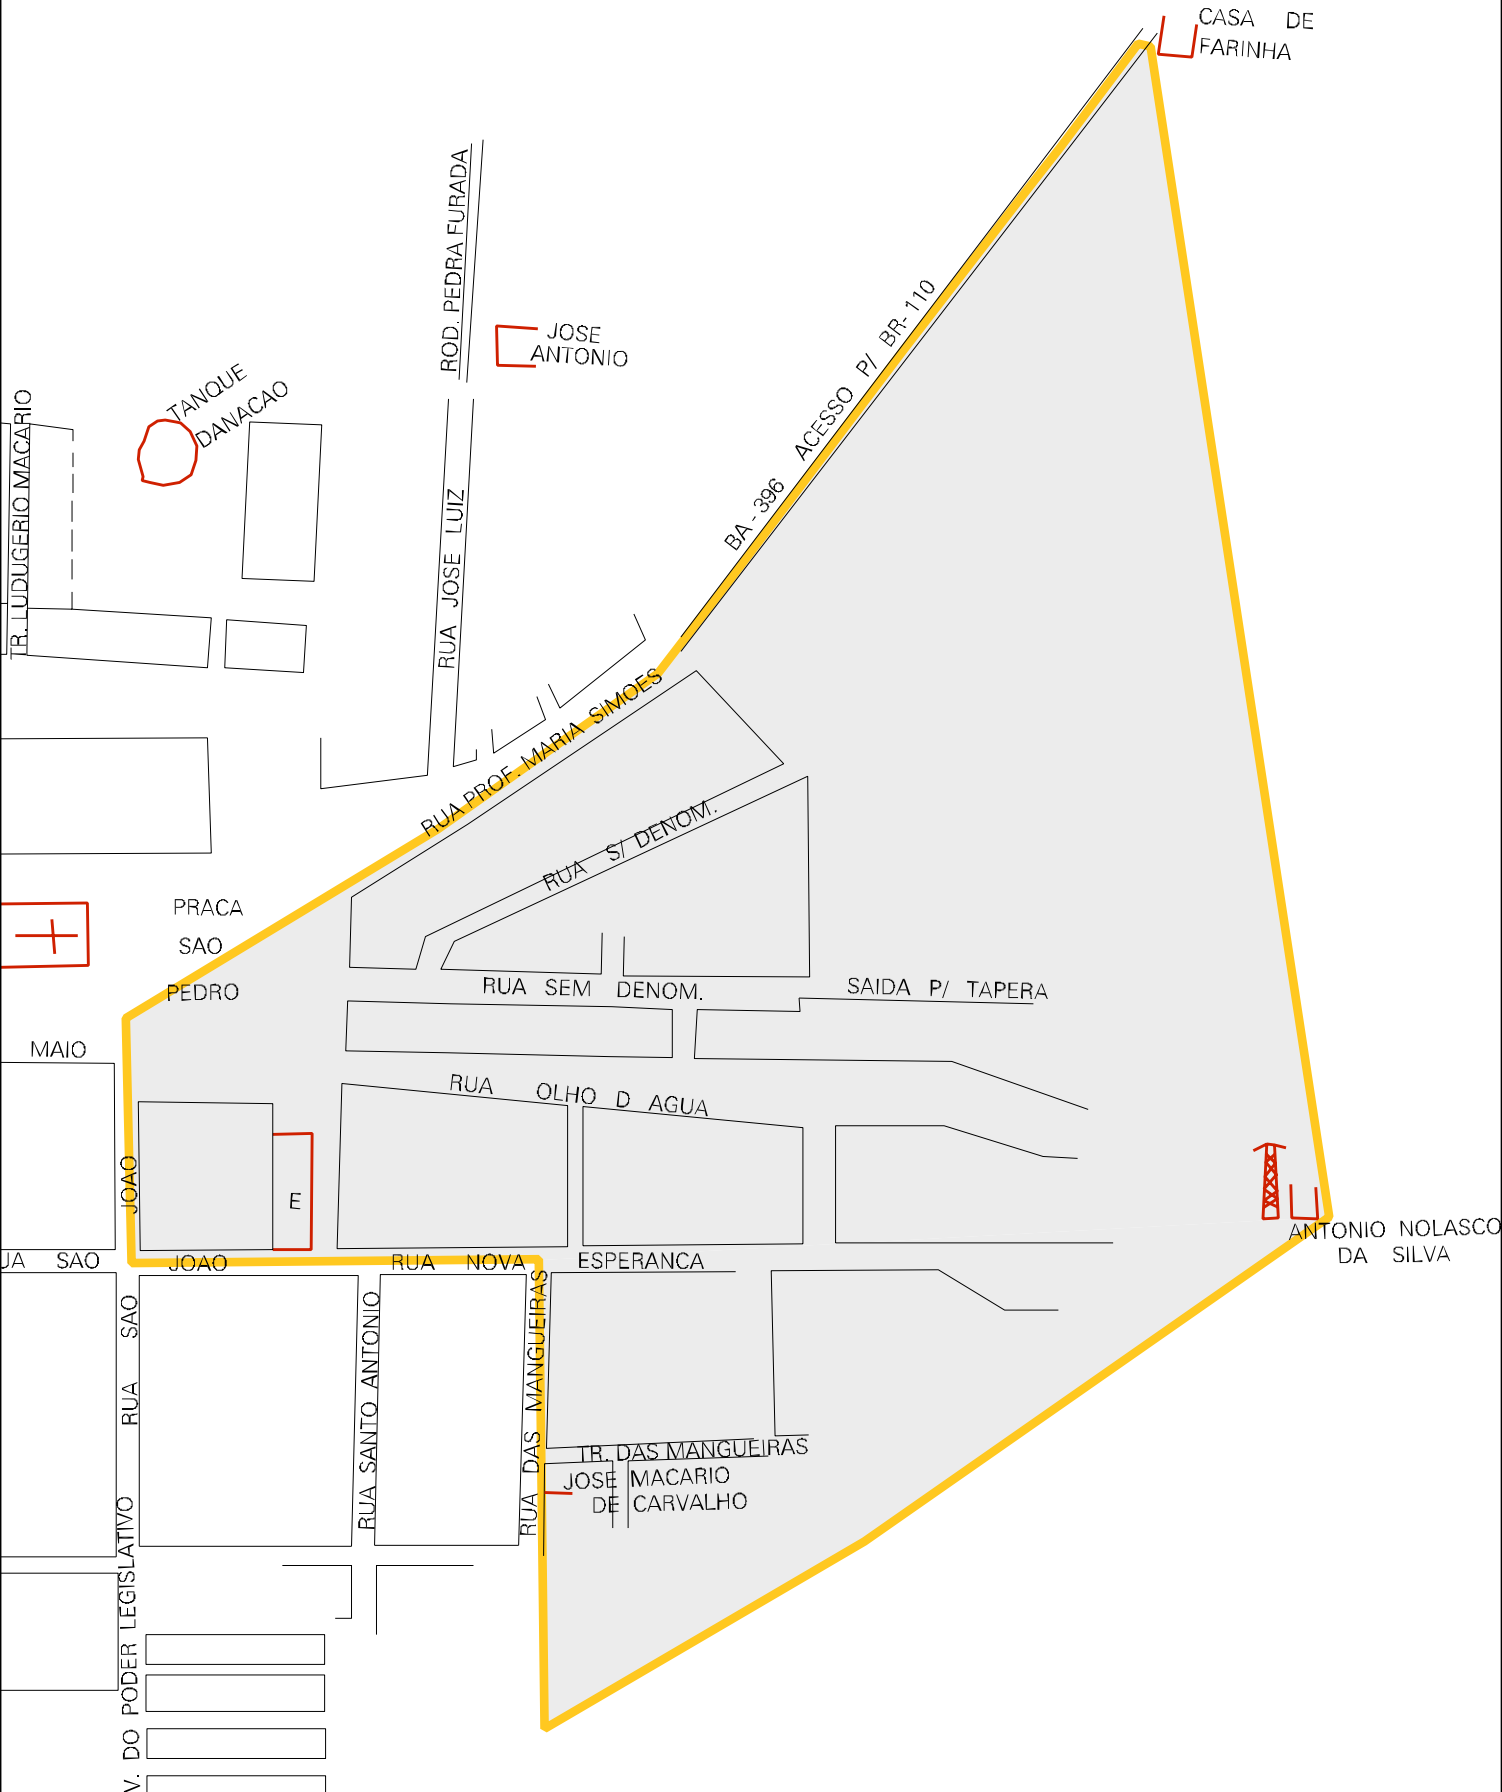 CASA DE
FARINHA
ROD. PEDRA FURADA
JOSE
ANTONIO
BA - 396 ACESSO P/ BR-110
TANQUE
DANACAO
TR. LUDUGERIO MACARIO
RUA JOSE LUIZ
RUA PROF. MARIA SIMOES
RUA S/ DENOM.
PRACA
SAO
PEDRO
RUA SEM DENOM.
SAIDA P/ TAPERA
MAIO
RUA OLHO D AGUA
E
ANTONIO NOLASCO
DA SILVA
UA SAO JOAO
RUA NOVA ESPERANCA
RUA SAO JOAO
RUA SANTO ANTONIO
RUA DAS MANGUEIRAS
TR. DAS MANGUEIRAS
JOSE MACARIO
DE CARVALHO
V. DO PODER LEGISLATIVO